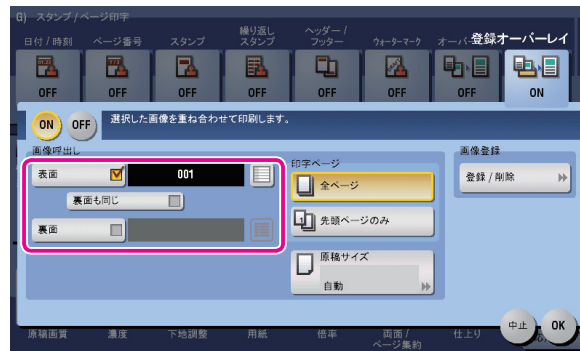 G) スタンプ / ページ印字
日付 / 時刻
ページ番号
スタンプ
繰り返し
スタンプ
ヘッダー /
フッター
ウォーターマーク
オーバー
登録オーバーレイ
OFF
OFF
OFF
OFF
OFF
OFF
OFF
ON
ON
OFF
選択した画像を重ね合わせて印刷します。
画像呼出し
表面
001
裏面も同じ
裏面
印字ページ
全ページ
先頭ページのみ
原稿サイズ
自動
画像登録
登録 / 削除
原稿画質
濃度
下地調整
用紙
倍率
両面 /
ページ集約
仕上り
中止
OK